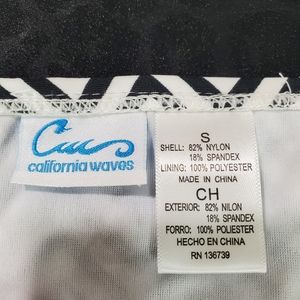 california waves
S
SHELL: 82% NYLON
18% SPANDEX
LINING: 100% POLYESTER
MADE IN CHINA
CH
EXTERIOR: 82% NILON
18% SPANDEX
FORRO: 100% POLIESTER
HECHO EN CHINA
RN 136739